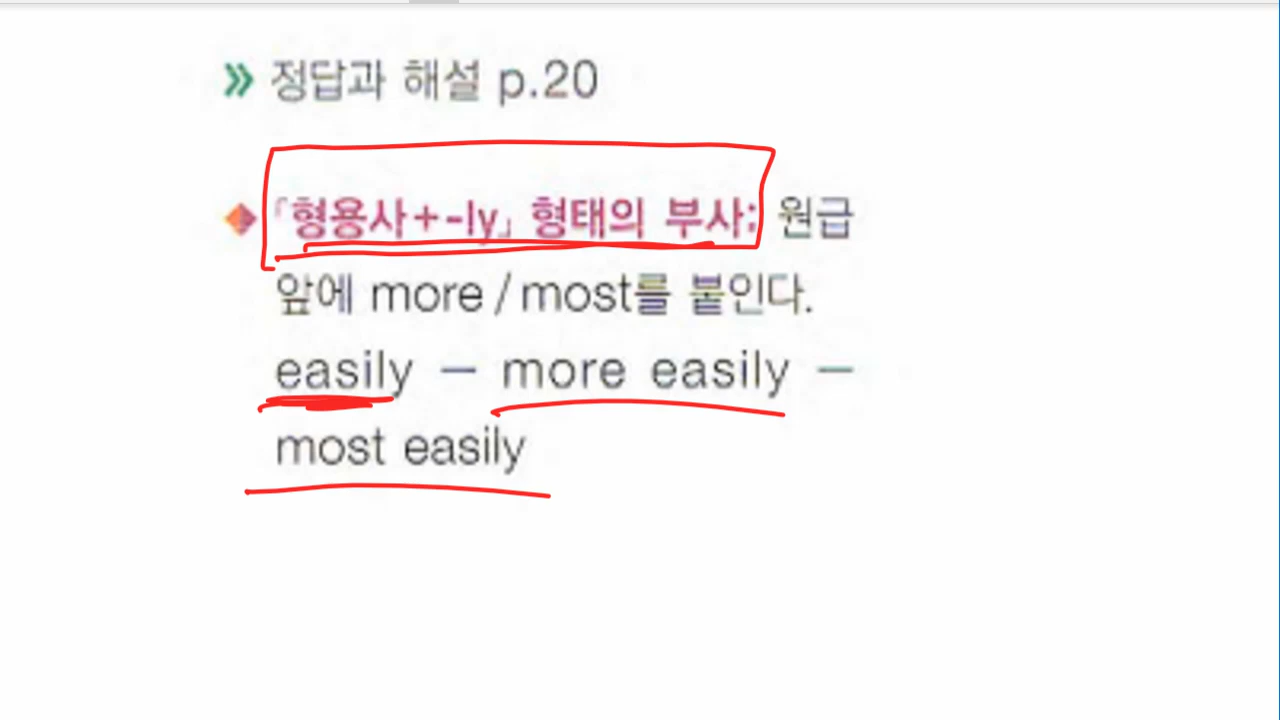 » 정답과 해설 p.20
◆ 「형용사+-ly」 형태의 부사: 원급
앞에 more / most를 붙인다.
easily － more easily －
most easily